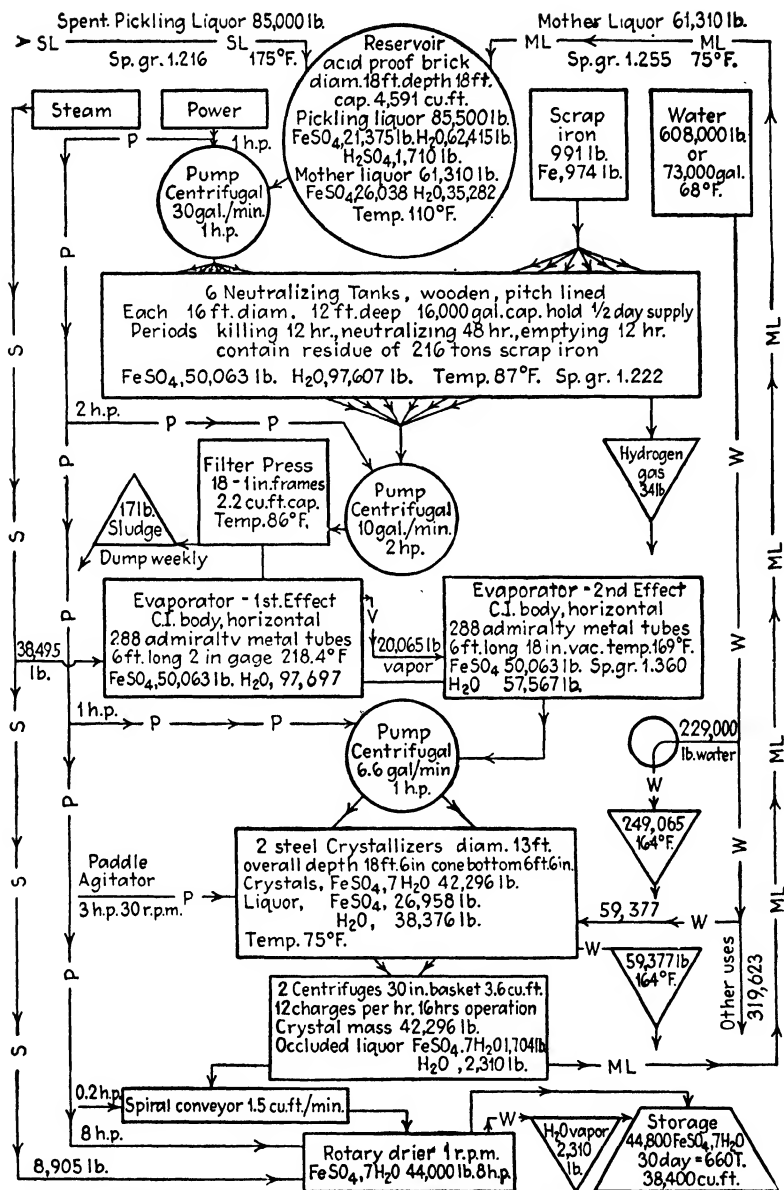 Spent Pickling Liquor 85,000 lb.
SL SL
Sp. gr. 1.216 175°F.
Mother Liquor 61,310 lb.
ML ML
Sp.gr. 1.255 75°F.
Reservoir
acid proof brick
diam. 18 ft. depth 18 ft.
cap. 4,591 cu.ft.
Pickling liquor 85,500 lb.
FeSO₄, 21,375 lb. H₂O, 62,415 lb.
H₂SO₄, 1,710 lb.
Mother liquor 61,310 lb.
FeSO₄, 26,038 H₂O, 35,282
Temp. 110°F.
Steam
Power
P
1 h.p.
Pump
Centrifugal
30 gal./min.
1 h.p.
Scrap
iron
991 lb.
Fe, 974 lb.
Water
608,000 lb.
or
73,000 gal.
68°F.
P
6 Neutralizing Tanks, wooden, pitch lined
Each 16 ft. diam. 12 ft. deep 16,000 gal. cap. hold 1/2 day supply
Periods killing 12 hr., neutralizing 48 hr., emptying 12 hr.
contain residue of 216 tons scrap iron
FeSO₄, 50,063 lb. H₂O, 97,607 lb. Temp. 87°F. Sp. gr. 1.222
ML
S
2 h.p. P P P
P
Filter Press
18 - 1 in. frames
2.2 cu.ft. cap.
Temp. 86°F.
Pump
Centrifugal
10 gal./min.
2 hp.
Hydrogen
gas
34 lb
W
ML
17 lb.
Sludge
Dump weekly
S
P
Evaporator - 1st. Effect
C.I. body, horizontal
288 admiralty metal tubes
6 ft. long 2 in gage 218.4°F
FeSO₄, 50,063 lb. H₂O, 97,697
V
20,065 lb
vapor
Evaporator - 2nd Effect
C.I. body, horizontal
288 admiralty metal tubes
6 ft. long 18 in. vac. temp. 169°F.
FeSO₄ 50,063 lb. Sp.gr. 1.360
H₂O 57,567 lb.
38,495
lb.
W
ML
1 h.p. P P P
S
P
Pump
Centrifugal
6.6 gal/min
1 h.p.
229,000
lb. water
W
249,065
164°F.
W
ML
2 steel Crystallizers diam. 13 ft.
overall depth 18 ft. 6 in cone bottom 6 ft. 6 in.
Crystals, FeSO₄, 7H₂O 42,296 lb.
Liquor, FeSO₄, 26,958 lb.
H₂O, 38,376 lb.
Temp. 75°F.
Paddle
Agitator
3 h.p. 30 r.p.m.
P
S
P
59,377 W
W
59,377 lb
164°F.
Other uses
319,623
ML
2 Centrifuges 30 in. basket 3.6 cu.ft.
12 charges per hr. 16 hrs operation
Crystal mass 42,296 lb.
Occluded liquor FeSO₄.7H₂O 1,704 lb
H₂O, 2,310 lb.
ML
S
0.2 h.p.
Spiral conveyor 1.5 cu.ft./min.
8 h.p.
8,905 lb.
Rotary drier 1 r.p.m.
FeSO₄, 7H₂O 44,000 lb. 8 h.p.
W
H₂O vapor
2,310
lb.
Storage
44,800 FeSO₄, 7H₂O
30 day = 660 T.
38,400 cu.ft.